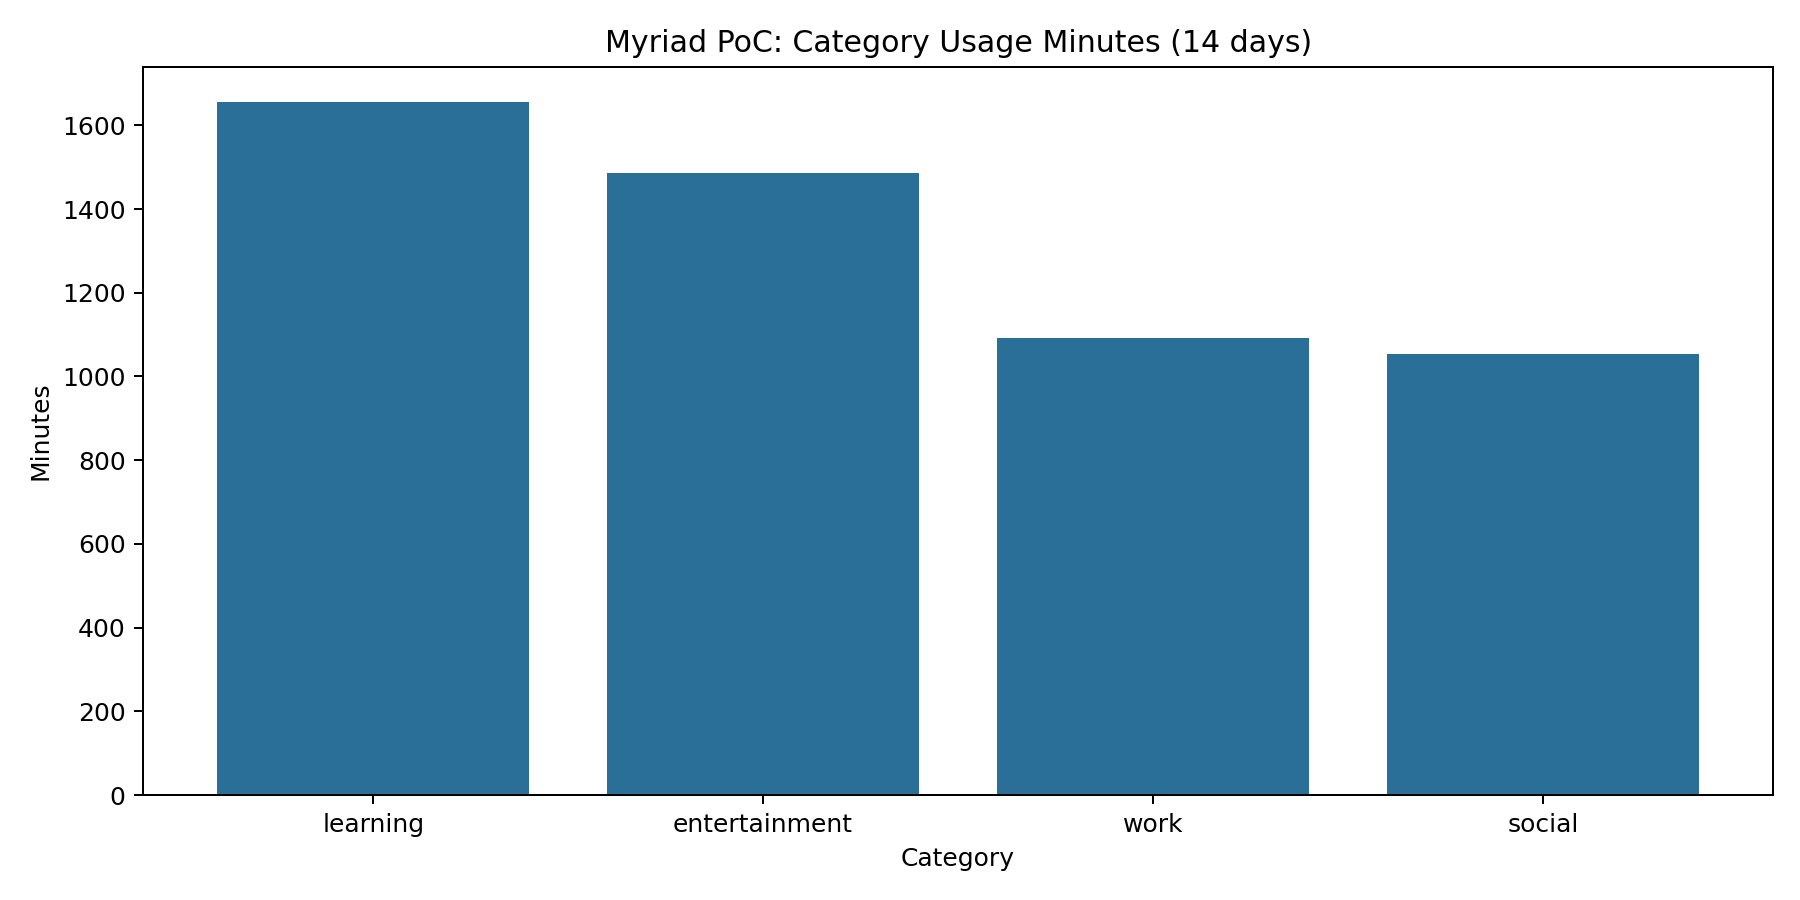 Myriad PoC: Category Usage Minutes (14 days)
Minutes
1600
1400
1200
1000
800
600
400
200
0
learning
entertainment
work
social
Category